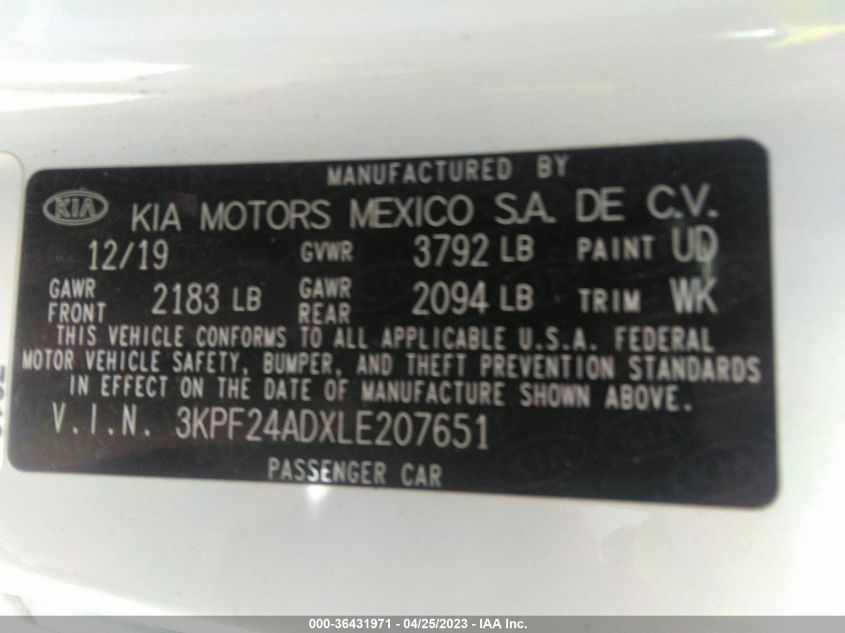 MANUFACTURED BY
KIA KIA MOTORS MEXICO S.A. DE C.V.
12/19 GVWR 3792 LB PAINT UD
GAWR FRONT 2183 LB GAWR REAR 2094 LB TRIM WK
THIS VEHICLE CONFORMS TO ALL APPLICABLE U.S.A. FEDERAL
MOTOR VEHICLE SAFETY, BUMPER, AND THEFT PREVENTION STANDARDS
IN EFFECT ON THE DATE OF MANUFACTURE SHOWN ABOVE.
V.I.N. 3KPF24ADXLE207651
PASSENGER CAR
000-36431971 - 04/25/2023 - IAA Inc.